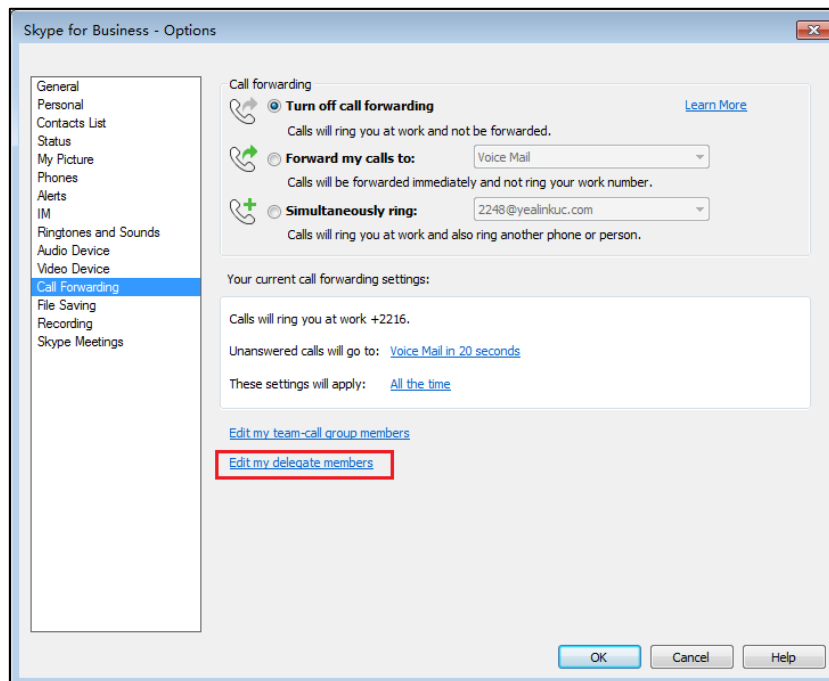 Skype for Business - Options
General
Personal
Contacts List
Status
My Picture
Phones
Alerts
IM
Ringtones and Sounds
Audio Device
Video Device
Call Forwarding
File Saving
Recording
Skype Meetings
Call forwarding
Turn off call forwarding Learn More
Calls will ring you at work and not be forwarded.
Forward my calls to: Voice Mail
Calls will be forwarded immediately and not ring your work number.
Simultaneously ring: 2248@yealinkuc.com
Calls will ring you at work and also ring another phone or person.
Your current call forwarding settings:
Calls will ring you at work +2216.
Unanswered calls will go to: Voice Mail in 20 seconds
These settings will apply: All the time
Edit my team-call group members
Edit my delegate members
OK Cancel Help